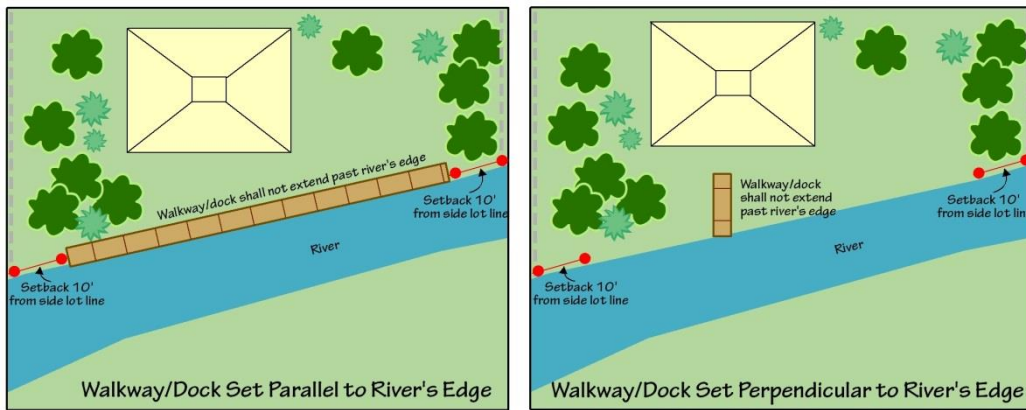 Walkway/dock shall not extend past river's edge
Setback 10'
from side lot line
River
Setback 10'
from side lot line
Walkway/Dock Set Parallel to River's Edge
Walkway/dock
shall not extend
past river's edge
Setback 10'
from side lot line
River
Setback 10'
from side lot line
Walkway/Dock Set Perpendicular to River's Edge